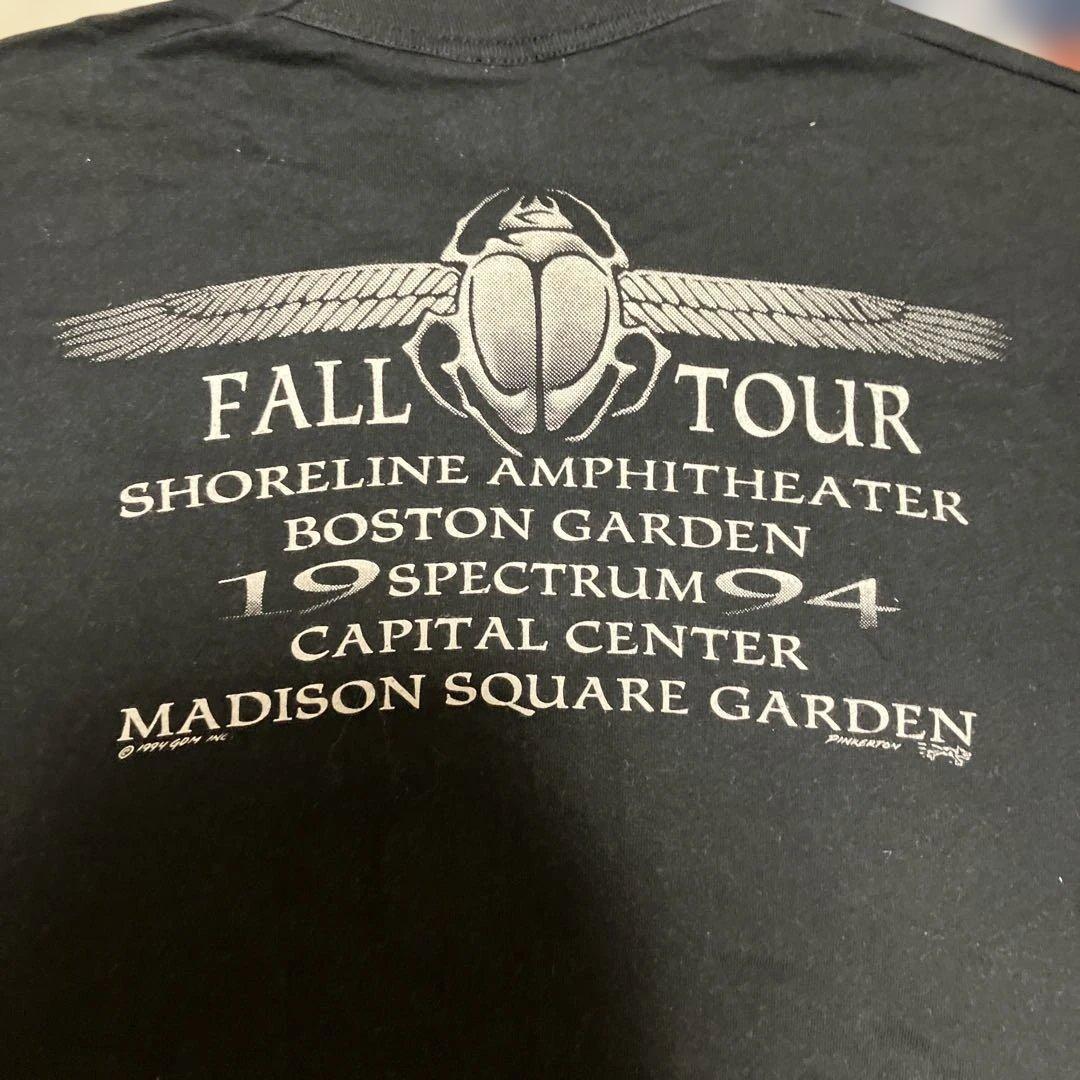 FALL TOUR
SHORELINE AMPHITHEATER
BOSTON GARDEN
19 SPECTRUM 94
CAPITAL CENTER
MADISON SQUARE GARDEN
© 1994 GDM INC. PINKERTON